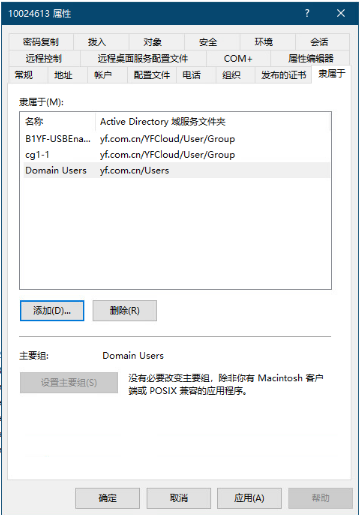 10024613 属性
密码复制 拨入 对象 安全 环境 会话
远程控制 远程桌面服务配置文件 COM+ 属性编辑器
常规 地址 帐户 配置文件 电话 组织 发布的证书 隶属于
隶属于(M):
名称 Active Directory 域服务文件夹
B1YF-USBEna... yf.com.cn/YFCloud/User/Group
cg1-1 yf.com.cn/YFCloud/User/Group
Domain Users yf.com.cn/Users
添加(D)... 删除(R)
主要组: Domain Users
设置主要组(S) 没有必要改变主要组，除非你有 Macintosh 客户
端或 POSIX 兼容的应用程序。
确定 取消 应用(A) 帮助